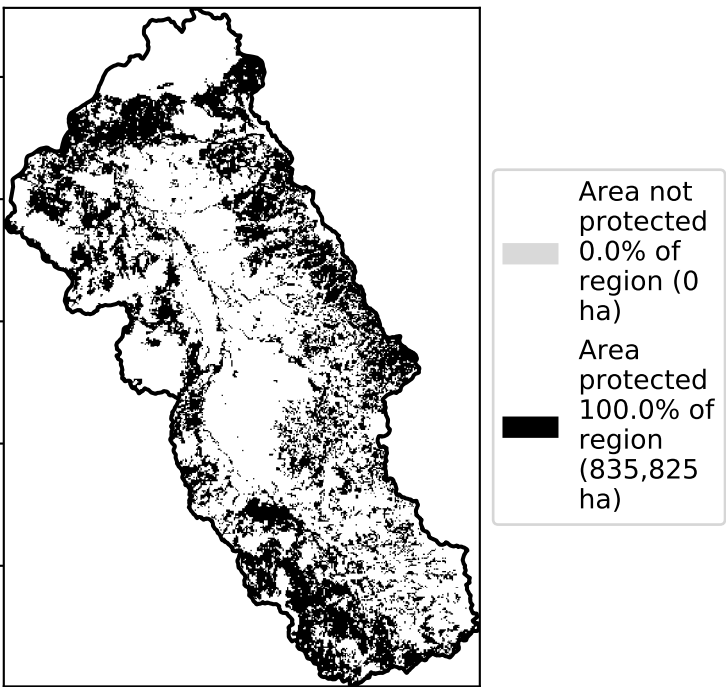 Area not
protected
0.0% of
region (0
ha)
Area
protected
100.0% of
region
(835,825
ha)